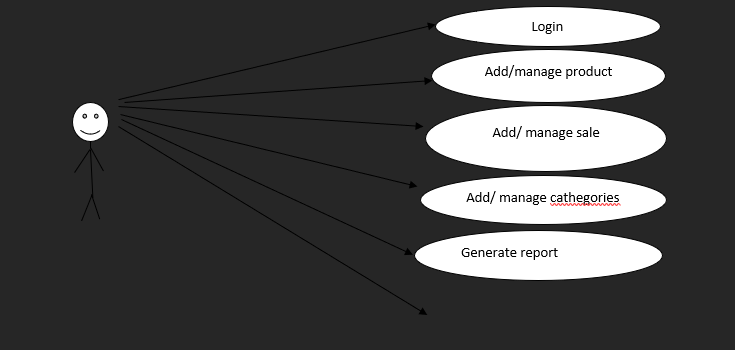 Login
Add/manage product
Add/ manage sale
Add/ manage cathegories
Generate report